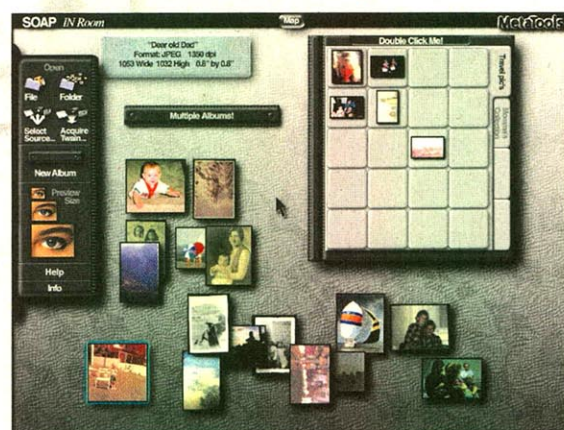 SOAP IN Room
Map
MetaTools
"Dear old Dad"
Format: JPEG 1350 dpi
1053 Wide 1032 High 0.8" by 0.8"
Double Click Me!
Open
File Folder
Select Source... Acquire Twain...
Multiple Albums!
New Album
Preview Size
Help
Info
Travel pic's